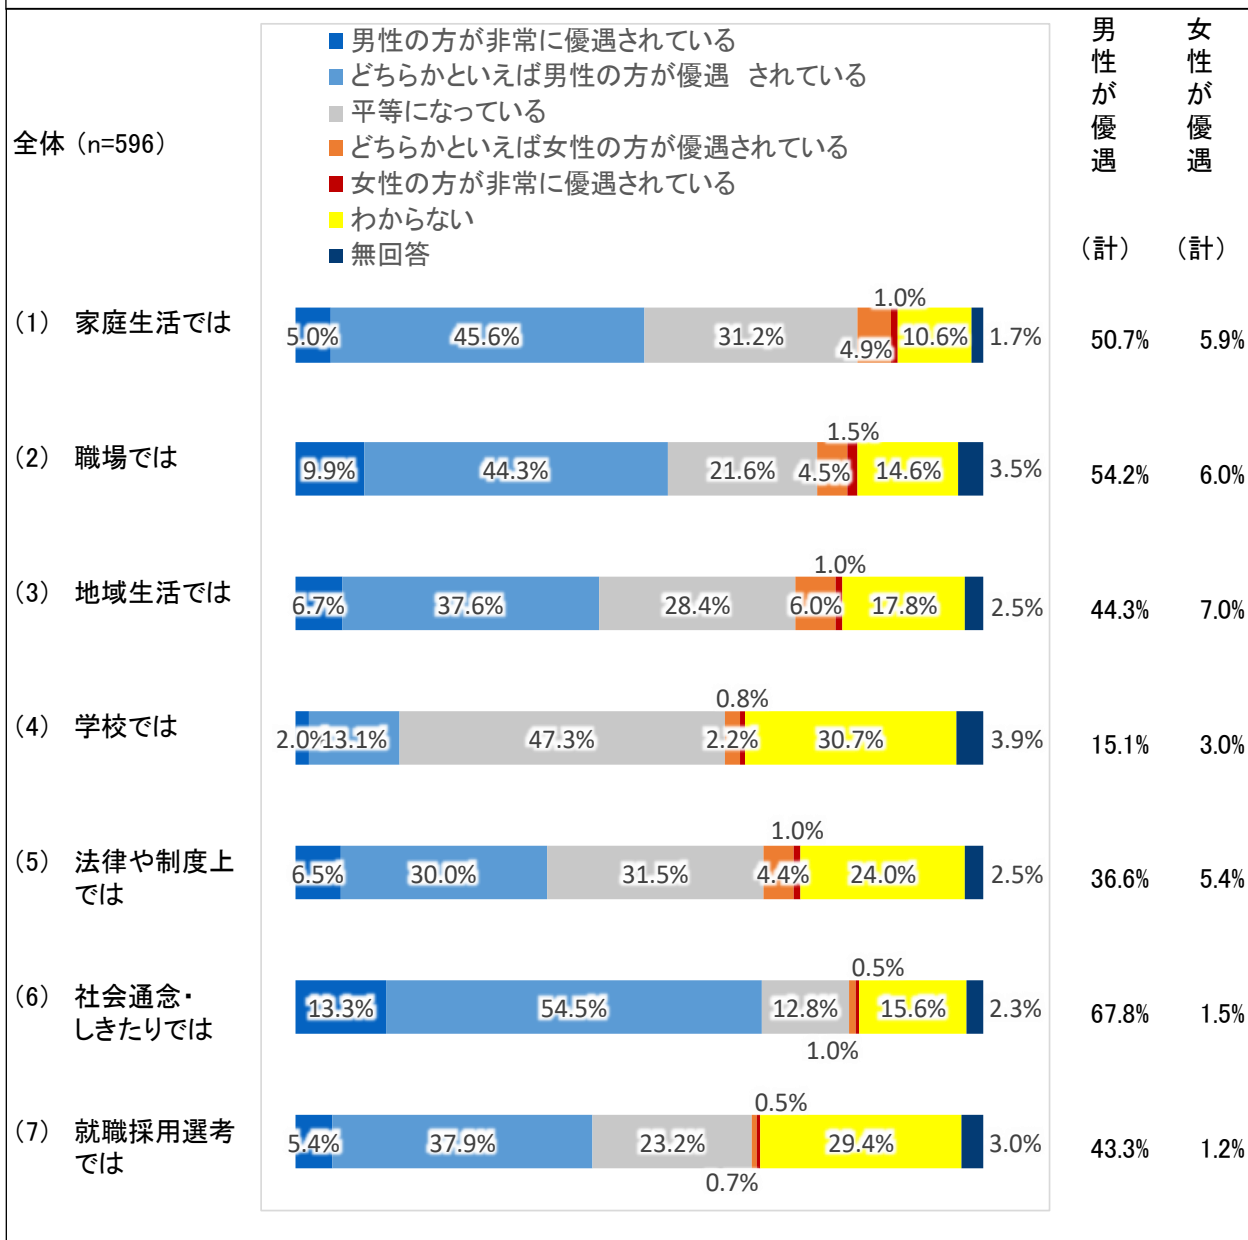 男性の方が非常に優遇されている
どちらかといえば男性の方が優遇 されている
平等になっている
どちらかといえば女性の方が優遇されている
女性の方が非常に優遇されている
わからない
無回答
全体（n=596）
男性が優遇
（計）
女性が優遇
（計）
(1) 家庭生活では
5.0% 45.6% 31.2% 4.9% 1.0% 10.6% 1.7% 50.7% 5.9%
(2) 職場では
9.9% 44.3% 21.6% 4.5% 1.5% 14.6% 3.5% 54.2% 6.0%
(3) 地域生活では
6.7% 37.6% 28.4% 6.0% 1.0% 17.8% 2.5% 44.3% 7.0%
(4) 学校では
2.0% 13.1% 47.3% 2.2% 0.8% 30.7% 3.9% 15.1% 3.0%
(5) 法律や制度上
では
6.5% 30.0% 31.5% 4.4% 1.0% 24.0% 2.5% 36.6% 5.4%
(6) 社会通念・
しきたりでは
13.3% 54.5% 12.8% 1.0% 0.5% 15.6% 2.3% 67.8% 1.5%
(7) 就職採用選考
では
5.4% 37.9% 23.2% 0.7% 0.5% 29.4% 3.0% 43.3% 1.2%